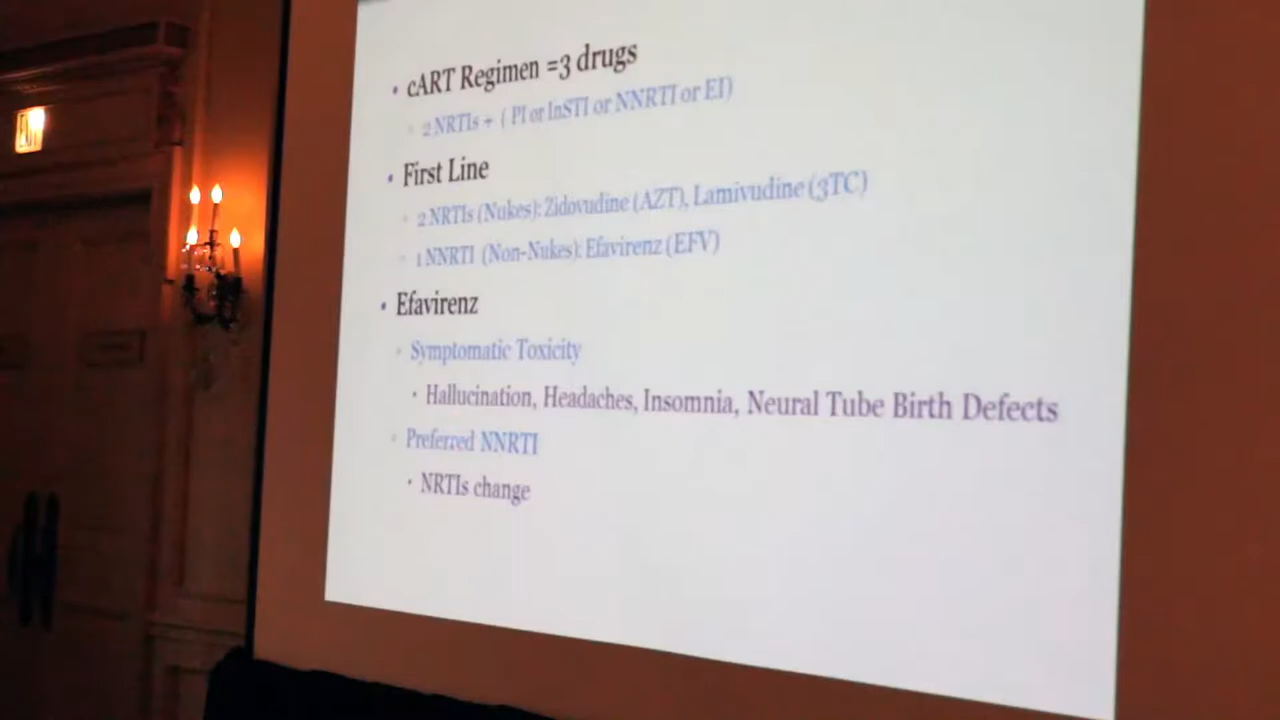 EXIT
• cART Regimen =3 drugs
◦ 2 NRTIs + ( PI or InSTI or NNRTI or EI)
• First Line
◦ 2 NRTIs (Nukes): Zidovudine (AZT), Lamivudine (3TC)
◦ 1 NNRTI (Non-Nukes): Efavirenz (EFV)
• Efavirenz
◦ Symptomatic Toxicity
· Hallucination, Headaches, Insomnia, Neural Tube Birth Defects
◦ Preferred NNRTI
· NRTIs change